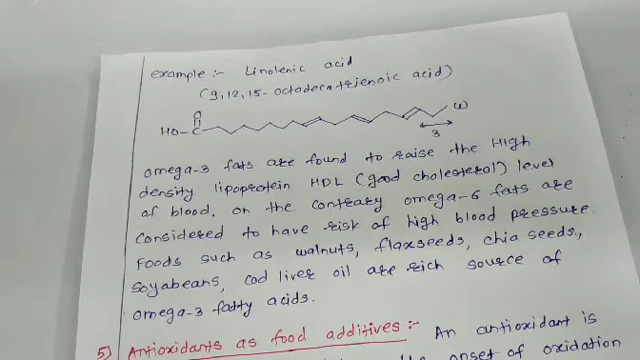 example :- Linolenic acid
(9,12,15-octadecatrienoic acid)
O
HO-C
ω
3
omega-3 fats are found to raise the High
density lipoprotein HDL (good cholesterol) level
of blood. on the contrary omega-6 fats are
considered to have risk of high blood pressure.
Foods such as walnuts, flaxseeds, chia seeds,
soyabeans, cod liver oil are rich source of
omega-3 fatty acids.
5) Antioxidants as food additives :- An antioxidant is
onset of oxidation